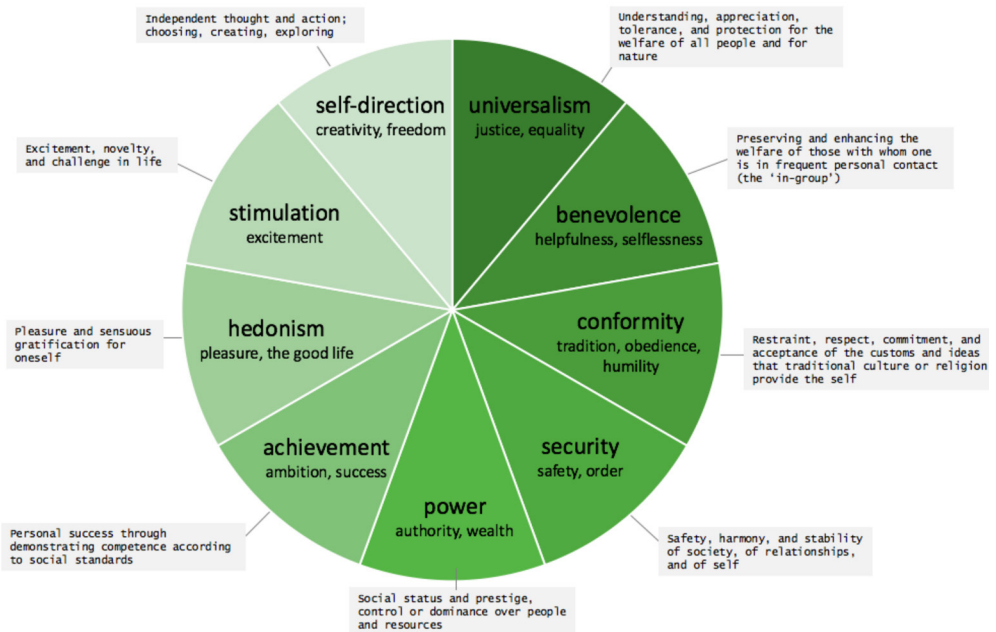 Independent thought and action;
choosing, creating, exploring
Understanding, appreciation,
tolerance, and protection for the
welfare of all people and for
nature
self-direction
creativity, freedom
universalism
justice, equality
Excitement, novelty,
and challenge in life
Preserving and enhancing the
welfare of those with whom one
is in frequent personal contact
(the ‘in-group’)
stimulation
excitement
benevolence
helpfulness, selflessness
Pleasure and sensuous
gratification for
oneself
hedonism
pleasure, the good life
conformity
tradition, obedience,
humility
Restraint, respect, commitment, and
acceptance of the customs and ideas
that traditional culture or religion
provide the self
achievement
ambition, success
security
safety, order
power
authority, wealth
Personal success through
demonstrating competence according
to social standards
Safety, harmony, and stability
of society, of relationships,
and of self
Social status and prestige,
control or dominance over people
and resources